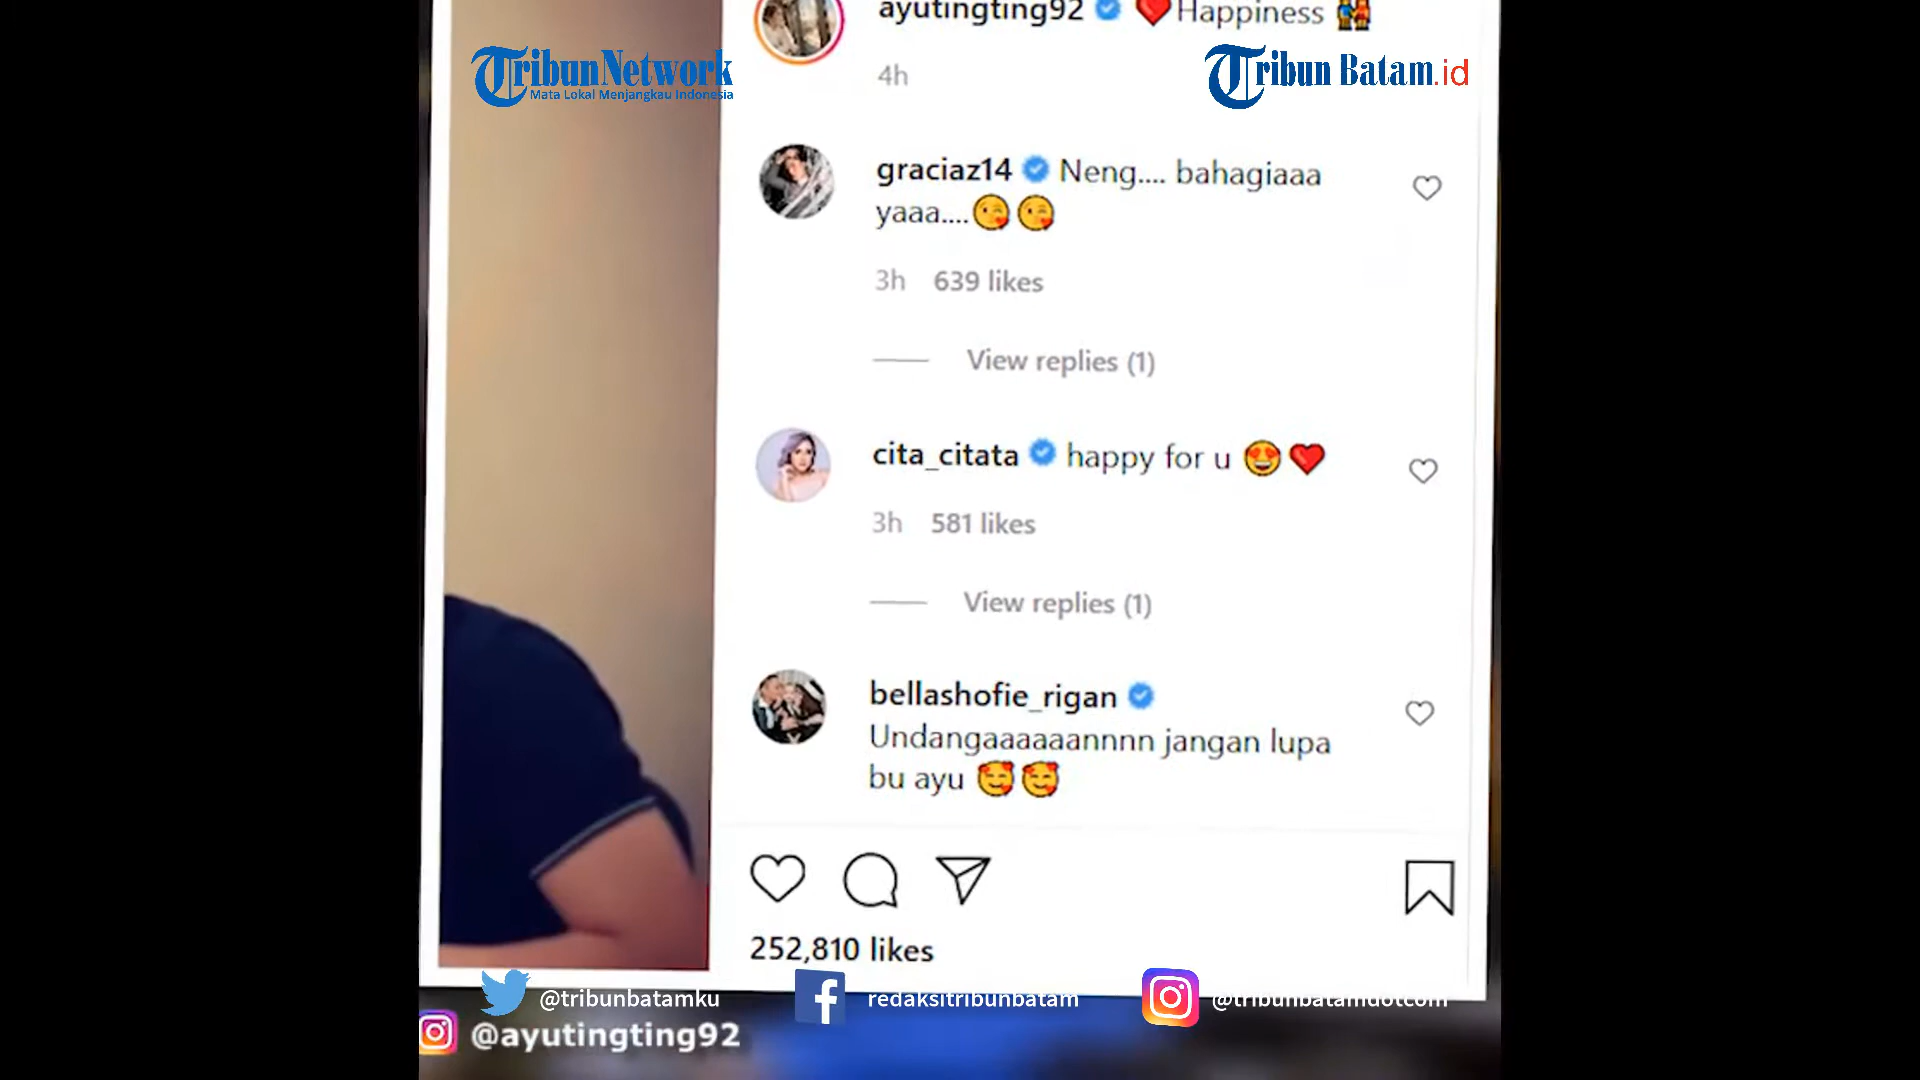 ayutingting92 Happiness
TribunNetwork
Mata Lokal Menjangkau Indonesia
Tribun Batam.id
4h
graciaz14 Neng.... bahagiaaa
yaaa....
3h 639 likes
View replies (1)
cita_citata happy for u
3h 581 likes
View replies (1)
bellashofie_rigan
Undangaaaaaannnn jangan lupa
bu ayu
252,810 likes
@tribunbatamku
redaksitribunbatam
@tribunbatamdotcom
@ayutingting92